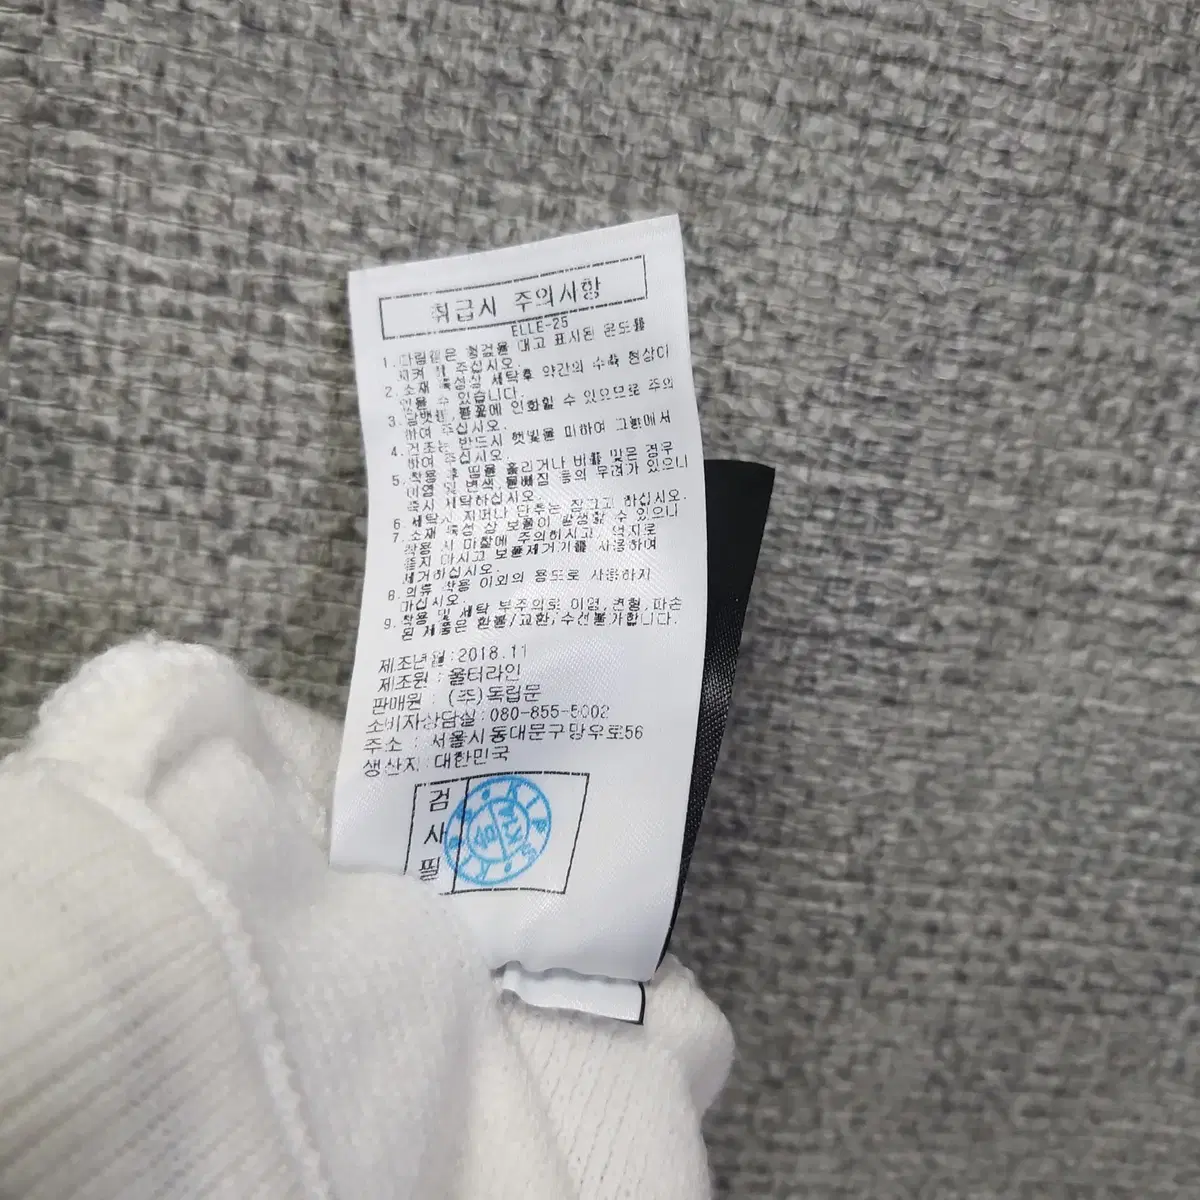 취급시 주의사항
ELLE-25
1. 다림질은 헝겊을 대고 표시된 온도를
지켜 주십시오.
2. 소재 특성상 세탁후 약간의 수축 현상이
있을 수 있습니다.
3. 담뱃불, 불꽃에 인화할 수 있으므로 주의
하여 주십시오.
4. 건조는 반드시 햇빛을 피하여 그늘에서
하여 주십시오.
5. 착용 후 땀을 흘리거나 비를 맞은 경우
이염 및 변색, 물빠짐 등의 우려가 있으니
즉시 세탁하십시오.
6. 세탁시 지퍼나 단추는 잠그고 하십시오.
7. 소재 특성 상 보풀이 발생할 수 있으니
착용 시 마찰에 주의하시고, 억지로
뜯지 마시고 보풀제거기를 사용하여
제거하십시오.
8. 의류 착용 이외의 용도로 사용하지
마십시오.
9. 착용 및 세탁 부주의로 이염, 변형, 파손
된 제품은 환불/교환/수선불가합니다.
제조년월:2018.11
제조원 : 울터라인
판매원 : (주)독립문
소비자상담실:080-855-5002
주소 : 서울시 동대문구 망우로56
생산지:대한민국
검
사
필